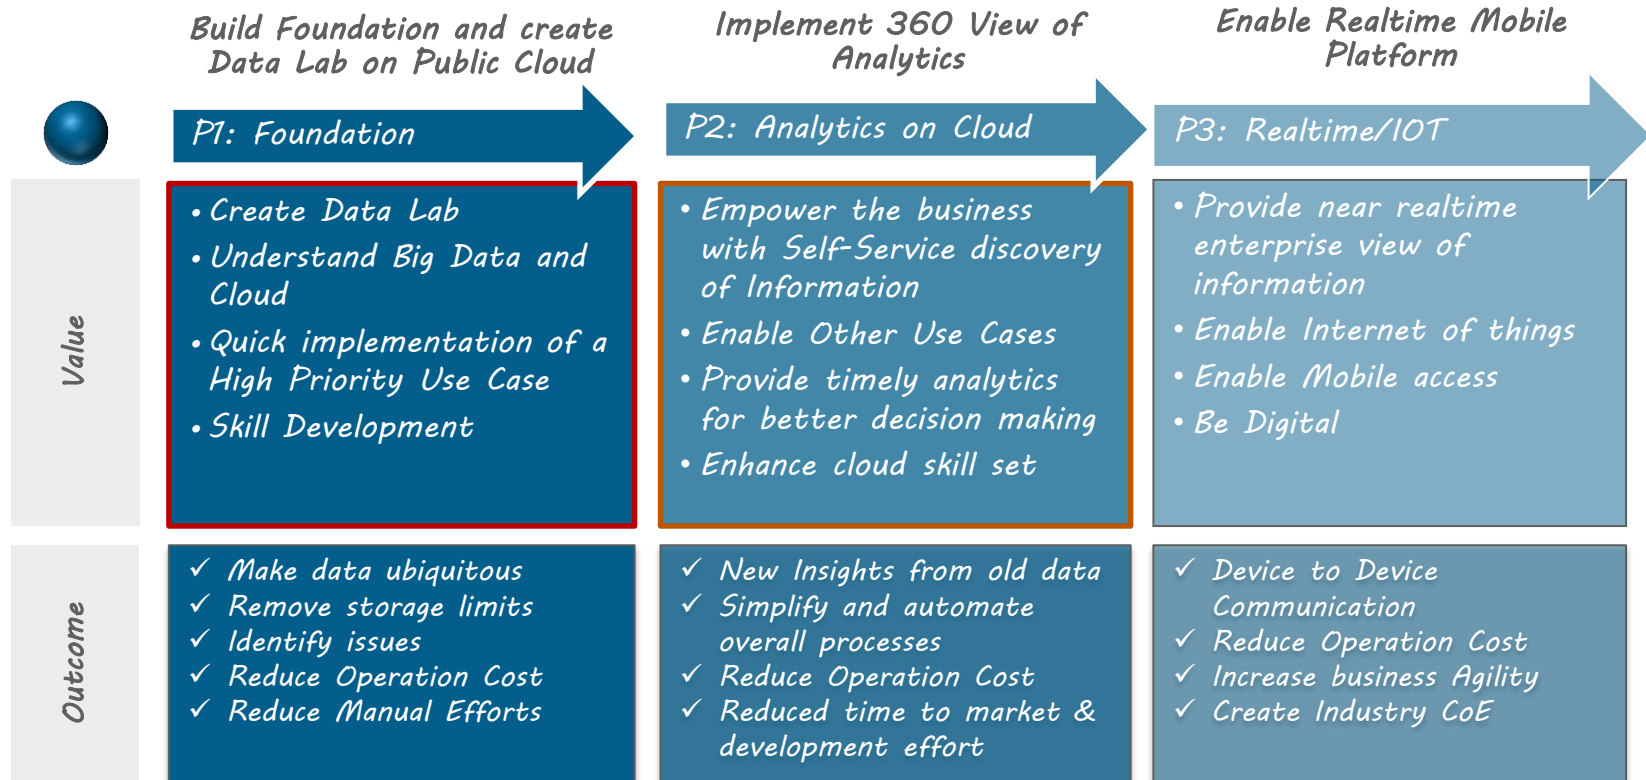 Build Foundation and create
Data Lab on Public Cloud
Implement 360 View of
Analytics
Enable Realtime Mobile
Platform
P1: Foundation
P2: Analytics on Cloud
P3: Realtime/IOT
Value
• Create Data Lab
• Understand Big Data and
Cloud
• Quick implementation of a
High Priority Use Case
• Skill Development
• Empower the business
with Self-Service discovery
of Information
• Enable Other Use Cases
• Provide timely analytics
for better decision making
• Enhance cloud skill set
• Provide near realtime
enterprise view of
information
• Enable Internet of things
• Enable Mobile access
• Be Digital
Outcome
✓ Make data ubiquitous
✓ Remove storage limits
✓ Identify issues
✓ Reduce Operation Cost
✓ Reduce Manual Efforts
✓ New Insights from old data
✓ Simplify and automate
overall processes
✓ Reduce Operation Cost
✓ Reduced time to market &
development effort
✓ Device to Device
Communication
✓ Reduce Operation Cost
✓ Increase business Agility
✓ Create Industry CoE